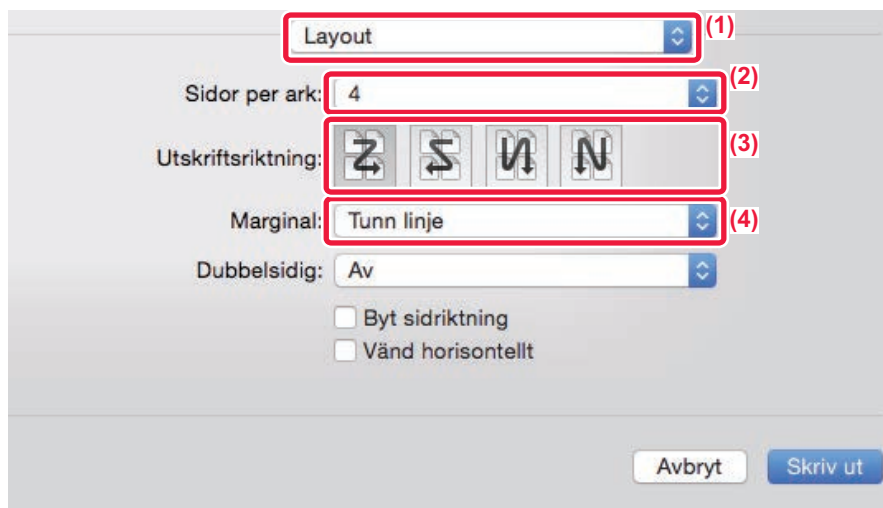 Layout (1)
Sidor per ark: 4 (2)
Utskriftsriktning: (3)
Marginal: Tunn linje (4)
Dubbelsidig: Av
Byt sidriktning
Vänd horisontellt
Avbryt Skriv ut